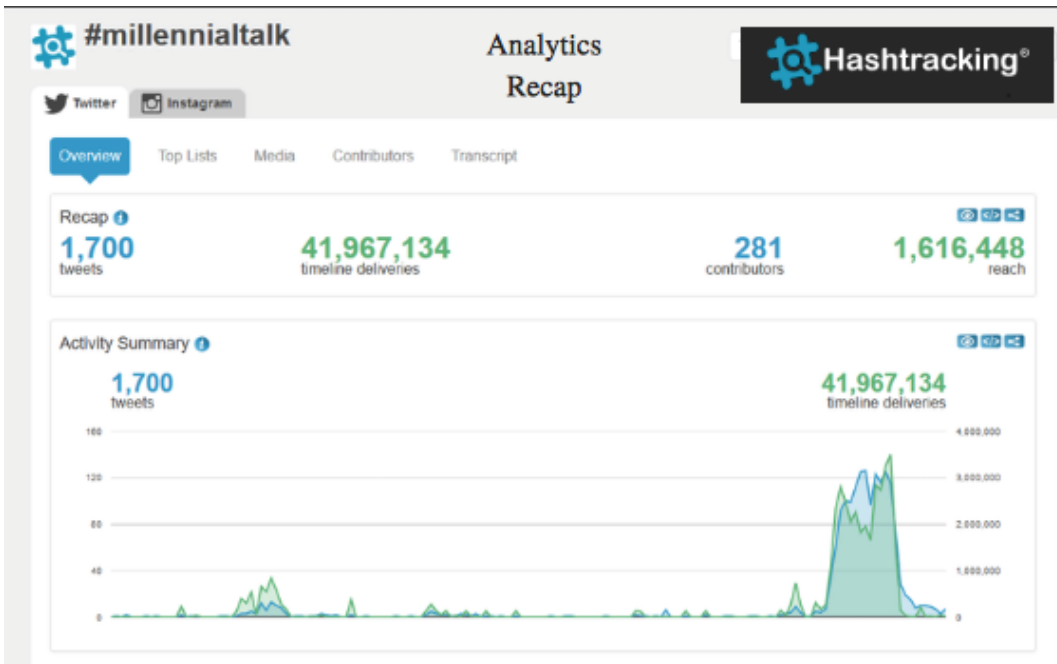 #millennialtalk
Analytics
Recap
Hashtracking®
Twitter
Instagram
Overview
Top Lists
Media
Contributors
Transcript
Recap
1,700
tweets
41,967,134
timeline deliveries
281
contributors
1,616,448
reach
Activity Summary
1,700
tweets
41,967,134
timeline deliveries
160
4,000,000
120
3,000,000
80
2,000,000
40
1,000,000
0
0